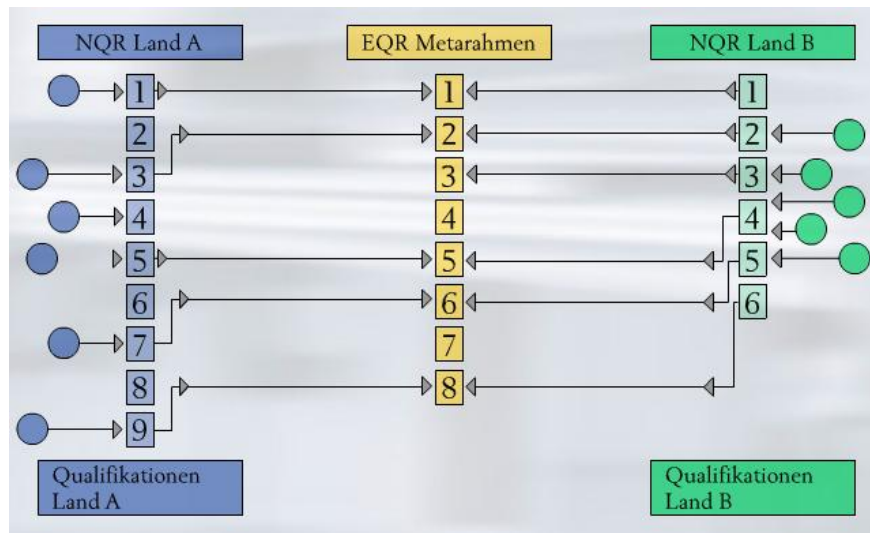 NQR Land A
EQR Metarahmen
NQR Land B
1 1 1
2 2 2
3 3 3
4 4 4
5 5 5
6 6 6
7 7
8 8
9
Qualifikationen
Land A
Qualifikationen
Land B